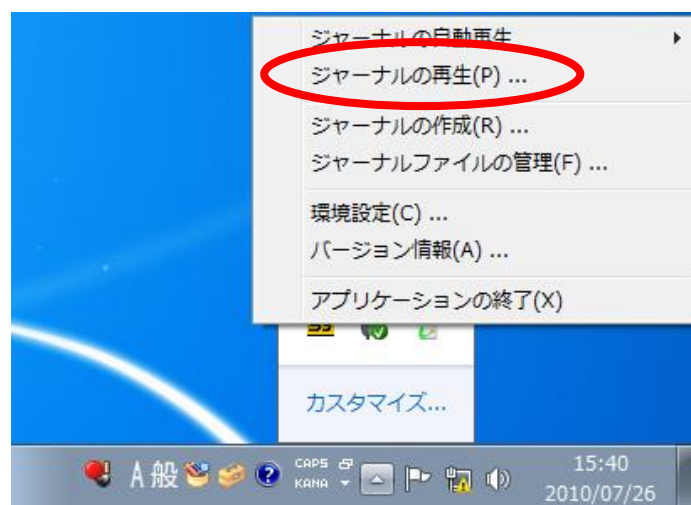 ジャーナルの自動再生
ジャーナルの再生(P) ...
ジャーナルの作成(R) ...
ジャーナルファイルの管理(F) ...
環境設定(C) ...
バージョン情報(A) ...
アプリケーションの終了(X)
カスタマイズ...
A 般 CAPS
KANA
15:40
2010/07/26